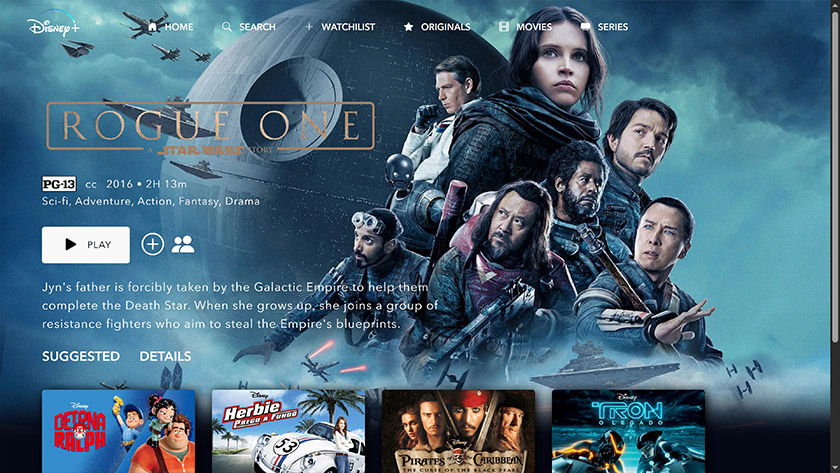 Disney+
HOME
SEARCH
WATCHLIST
ORIGINALS
MOVIES
SERIES
ROGUE ONE
A STAR WARS STORY
PG-13 cc 2016 • 2H 13m
Sci-fi, Adventure, Action, Fantasy, Drama
PLAY
Jyn's father is forcibly taken by the Galactic Empire to help them
complete the Death Star. When she grows up, she joins a group of
resistance fighters who aim to steal the Empire's blueprints.
SUGGESTED DETAILS
Disney
DETONA
RALPH
Disney
Herbie
PREGO A FUNDO
53
Disney
PIRATES OF THE CARIBBEAN
THE CURSE OF THE BLACK PEARL
Disney
TRON
O LEGADO